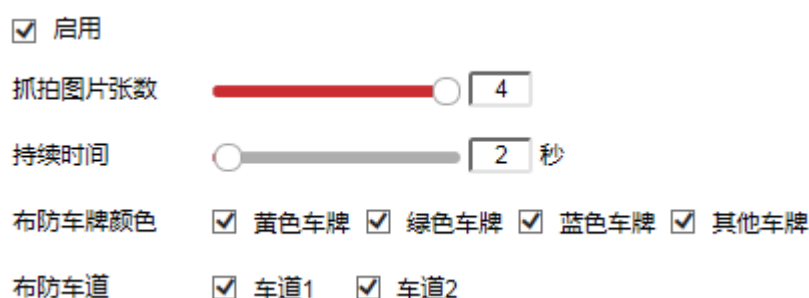 启用
抓拍图片张数 4
持续时间 2 秒
布防车牌颜色 黄色车牌 绿色车牌 蓝色车牌 其他车牌
布防车道 车道1 车道2